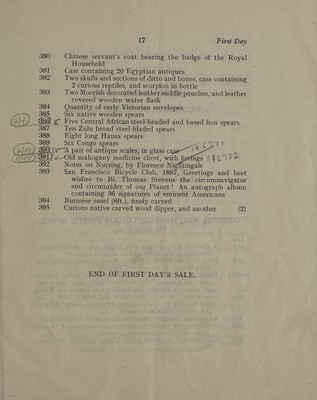 17 First Day
380 Chinese servant's coat bearing the badge of the Royal
Household
381 Case containing 20 Egyptian antiques
382 Two skulls and sections of ditto and bones, case containing
2 curious reptiles, and scorpion in bottle
383 Two Moorish decorated leather saddle pouches, and leather
covered wooden water flask
384 Quantity of early Victorian envelopes
385 Six native wooden spears
386 Five Central African steel-headed and based lion spears
387 Ten Zulu broad steel-bladed spears
388 Eight long Hausa spears
389 Six Congo spears
390 A pair of antique scales, in glass case
391 Old mahogany medicine chest, with fittings
392 Notes on Nursing, by Florence Nightingale
393 San Francisco Bicycle Club, 1887, Greetings and best
wishes to Bi. Thomas Stevens the circumnavigator
and circumrider of our Planet! An autograph album
containing 36 signatures of eminent Americans
394 Burmese easel (6ft.), finely carved
395 Curious native carved wood dipper, and another (2)
END OF FIRST DAY'S SALE.